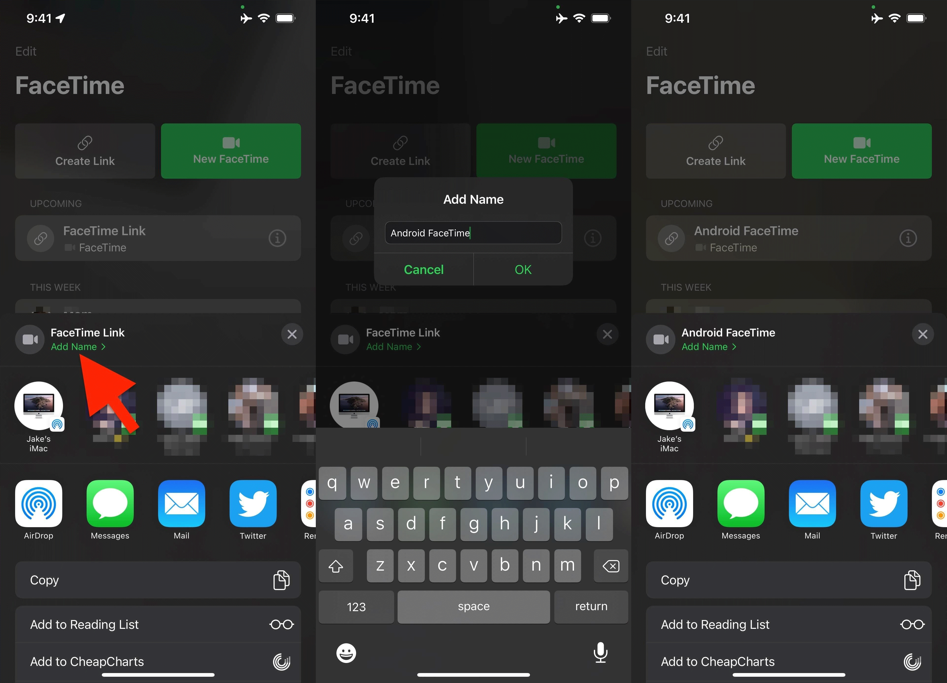 9:41
Edit
FaceTime
Create Link
New FaceTime
UPCOMING
FaceTime Link
FaceTime
THIS WEEK
FaceTime Link
Add Name >
Jake's
iMac
AirDrop
Messages
Mail
Twitter
Rer
Copy
Add to Reading List
Add to CheapCharts
9:41
Edit
FaceTime
Create Link
New FaceTime
UPCO
Add Name
Android FaceTime
Cancel
OK
THIS WEEK
FaceTime Link
Add Name >
q w e r t y u i o p
a s d f g h j k l
z x c v b n m
123
space
return
9:41
Edit
FaceTime
Create Link
New FaceTime
UPCOMING
Android FaceTime
FaceTime
THIS WEEK
Android FaceTime
Add Name >
Jake's
iMac
AirDrop
Messages
Mail
Twitter
Rer
Copy
Add to Reading List
Add to CheapCharts